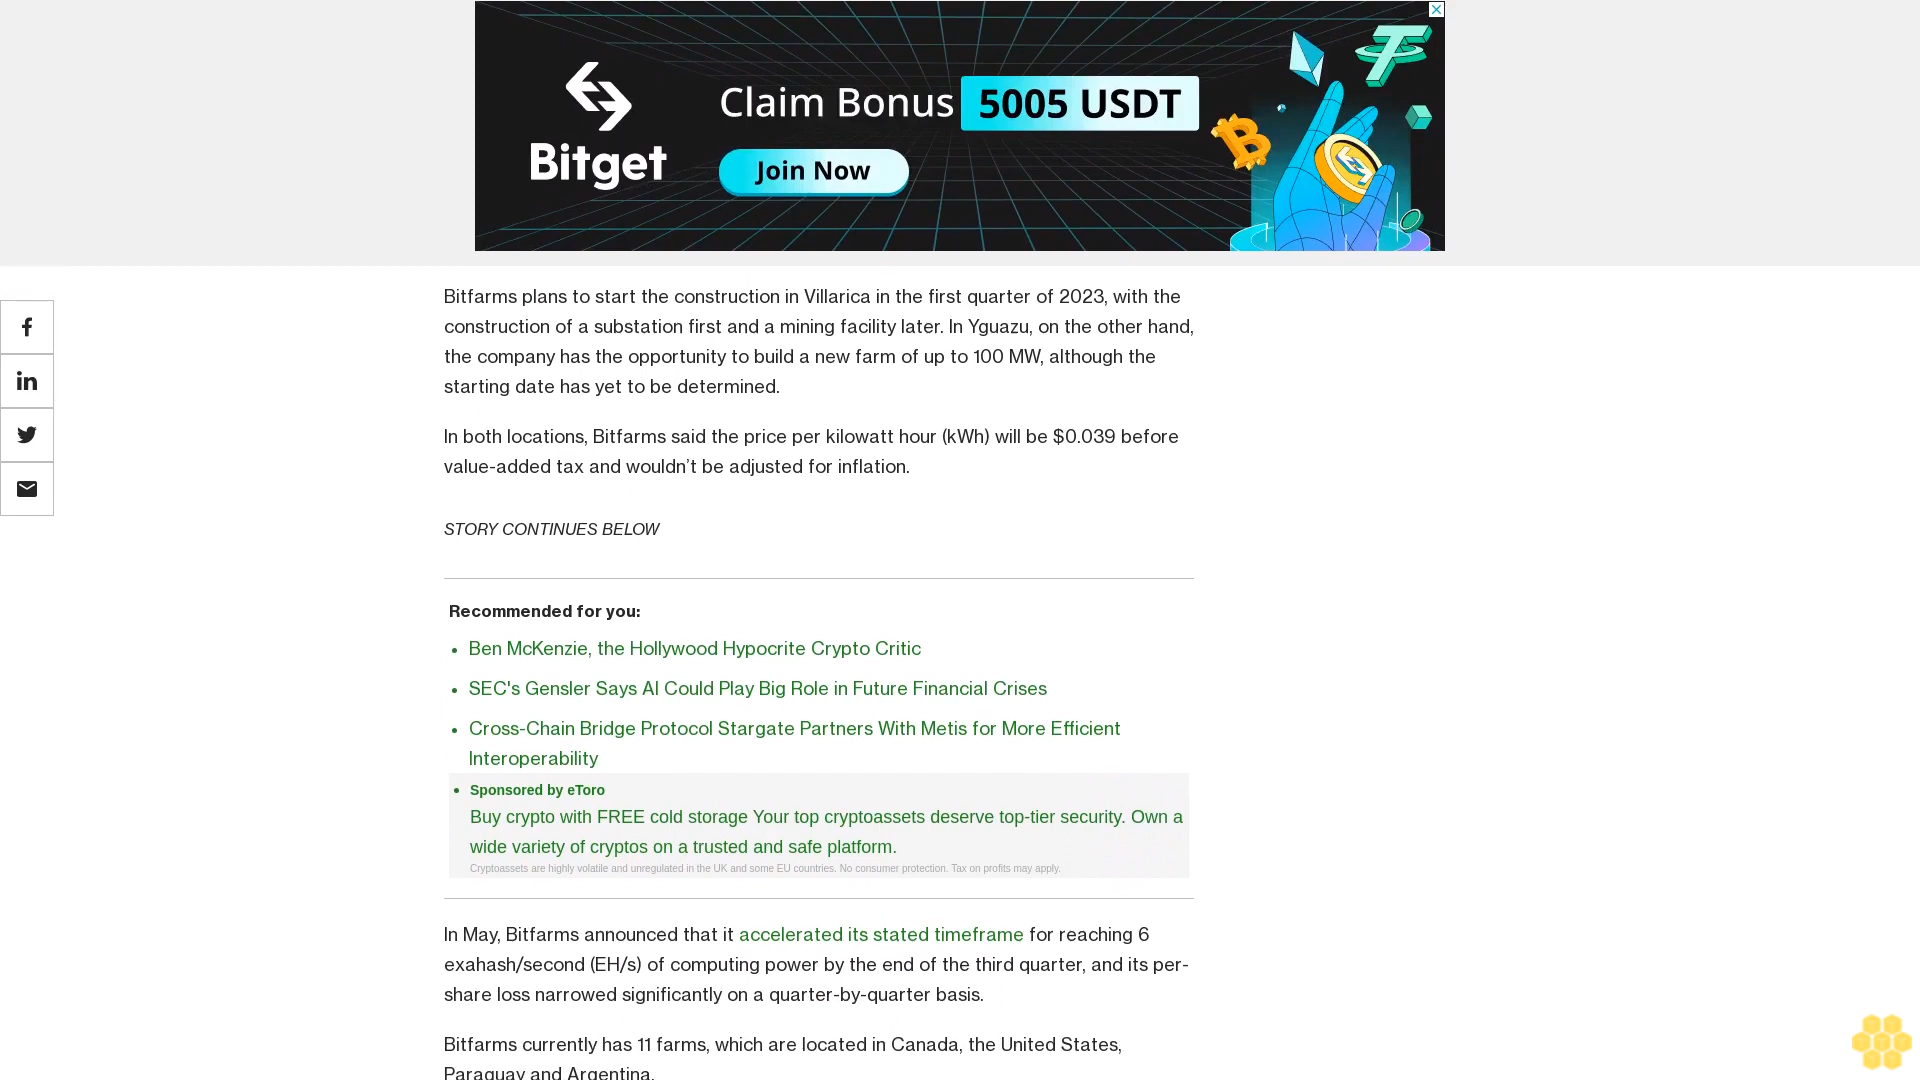 Bitget
Claim Bonus 5005 USDT
Join Now
Bitfarms plans to start the construction in Villarica in the first quarter of 2023, with the
construction of a substation first and a mining facility later. In Yguazu, on the other hand,
the company has the opportunity to build a new farm of up to 100 MW, although the
starting date has yet to be determined.
In both locations, Bitfarms said the price per kilowatt hour (kWh) will be $0.039 before
value-added tax and wouldn’t be adjusted for inflation.
STORY CONTINUES BELOW
Recommended for you:
• Ben McKenzie, the Hollywood Hypocrite Crypto Critic
• SEC's Gensler Says AI Could Play Big Role in Future Financial Crises
• Cross-Chain Bridge Protocol Stargate Partners With Metis for More Efficient
Interoperability
• Sponsored by eToro
Buy crypto with FREE cold storage Your top cryptoassets deserve top-tier security. Own a
wide variety of cryptos on a trusted and safe platform.
Cryptoassets are highly volatile and unregulated in the UK and some EU countries. No consumer protection. Tax on profits may apply.
In May, Bitfarms announced that it accelerated its stated timeframe for reaching 6
exahash/second (EH/s) of computing power by the end of the third quarter, and its per-
share loss narrowed significantly on a quarter-by-quarter basis.
Bitfarms currently has 11 farms, which are located in Canada, the United States,
Paraguay and Argentina.